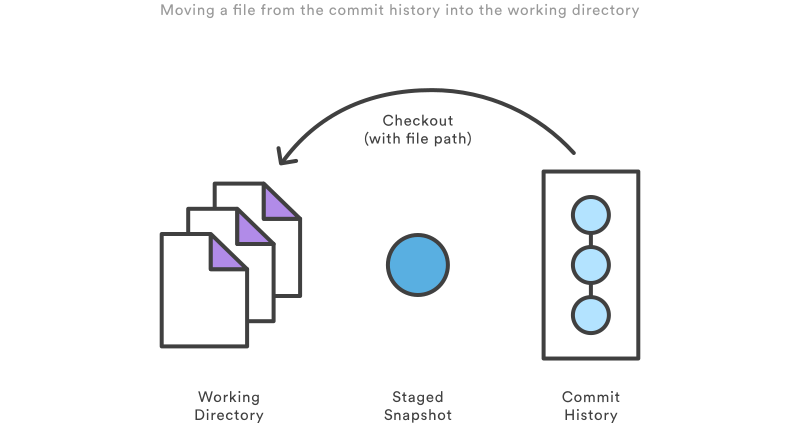 Moving a file from the commit history into the working directory
Checkout
(with file path)
Working
Directory
Staged
Snapshot
Commit
History